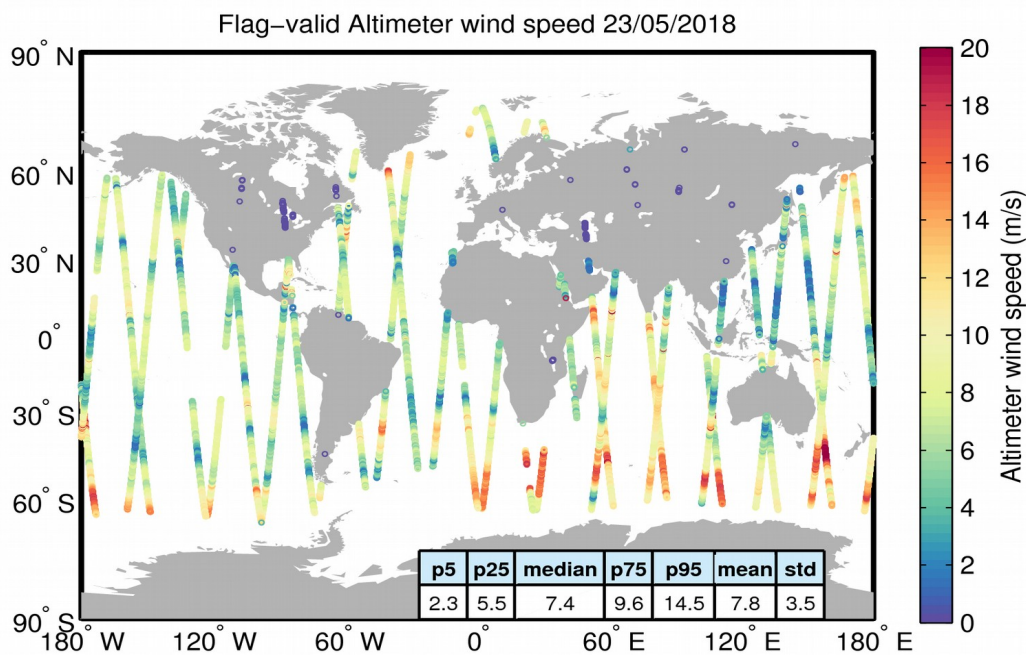 Flag-valid Altimeter wind speed 23/05/2018
90° N
60° N
30° N
0°
30° S
60° S
90° S
180° W
120° W
60° W
0°
60° E
120° E
180° E
20
18
16
14
12
10
8
6
4
2
0
Altimeter wind speed (m/s)
p5 p25 median p75 p95 mean std
2.3 5.5 7.4 9.6 14.5 7.8 3.5